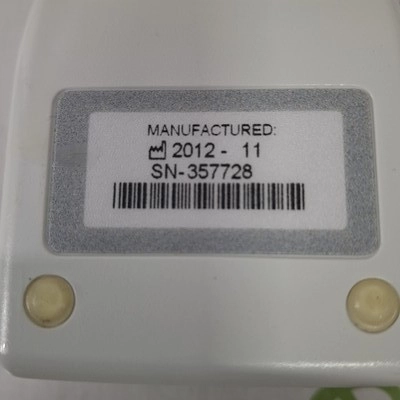 MANUFACTURED:
2012 - 11
SN-357728